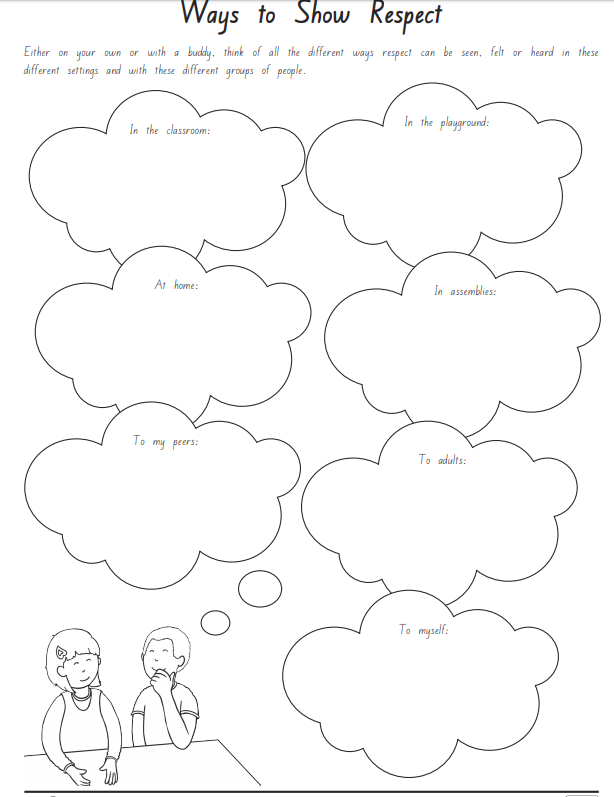 Ways to Show Respect
Either on your own or with a buddy, think of all the different ways respect can be seen, felt or heard in these
different settings and with these different groups of people.
In the classroom:
In the playground:
At home:
In assemblies:
To my peers:
To adults:
To myself: